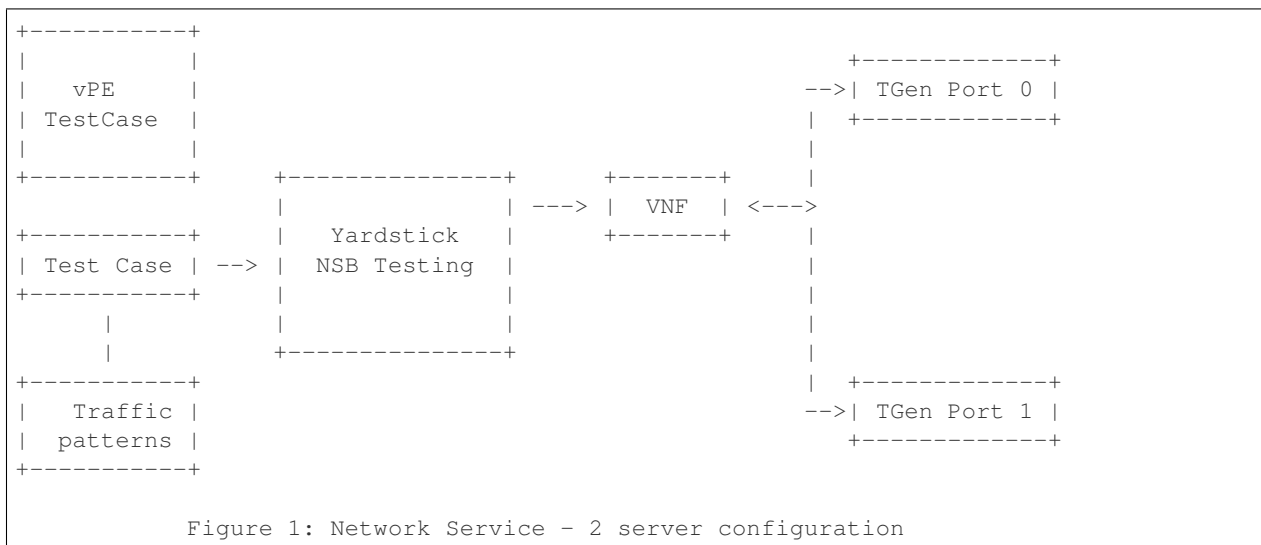 vPE
TestCase
TGen Port 0
VNF
Yardstick
NSB Testing
Test Case
Traffic
patterns
TGen Port 1
Figure 1: Network Service - 2 server configuration